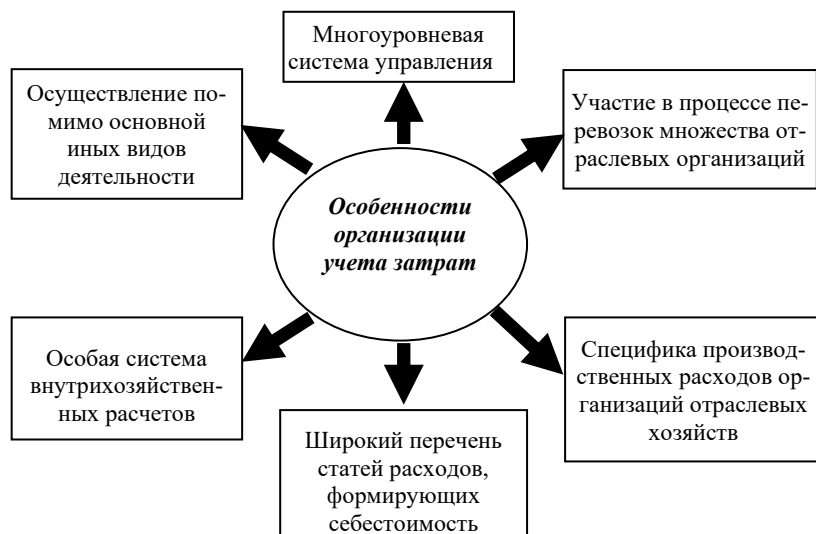 Многоуровневая
система управления
Осуществление по-
мимо основной
иных видов
деятельности
Участие в процессе пе-
ревозок множества от-
раслевых организаций
Особенности
организации
учета затрат
Особая система
внутрихозяйствен-
ных расчетов
Специфика производ-
ственных расходов ор-
ганизаций отраслевых
хозяйств
Широкий перечень
статей расходов,
формирующих
себестоимость